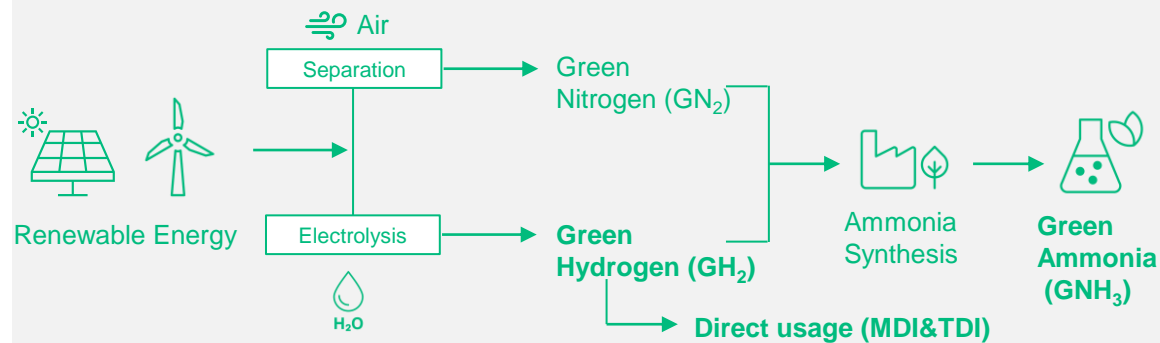 Air
Separation
Green
Nitrogen (GN₂)
Renewable Energy
Electrolysis
H₂O
Green
Hydrogen (GH₂)
Direct usage (MDI&TDI)
Ammonia
Synthesis
Green
Ammonia
(GNH₃)